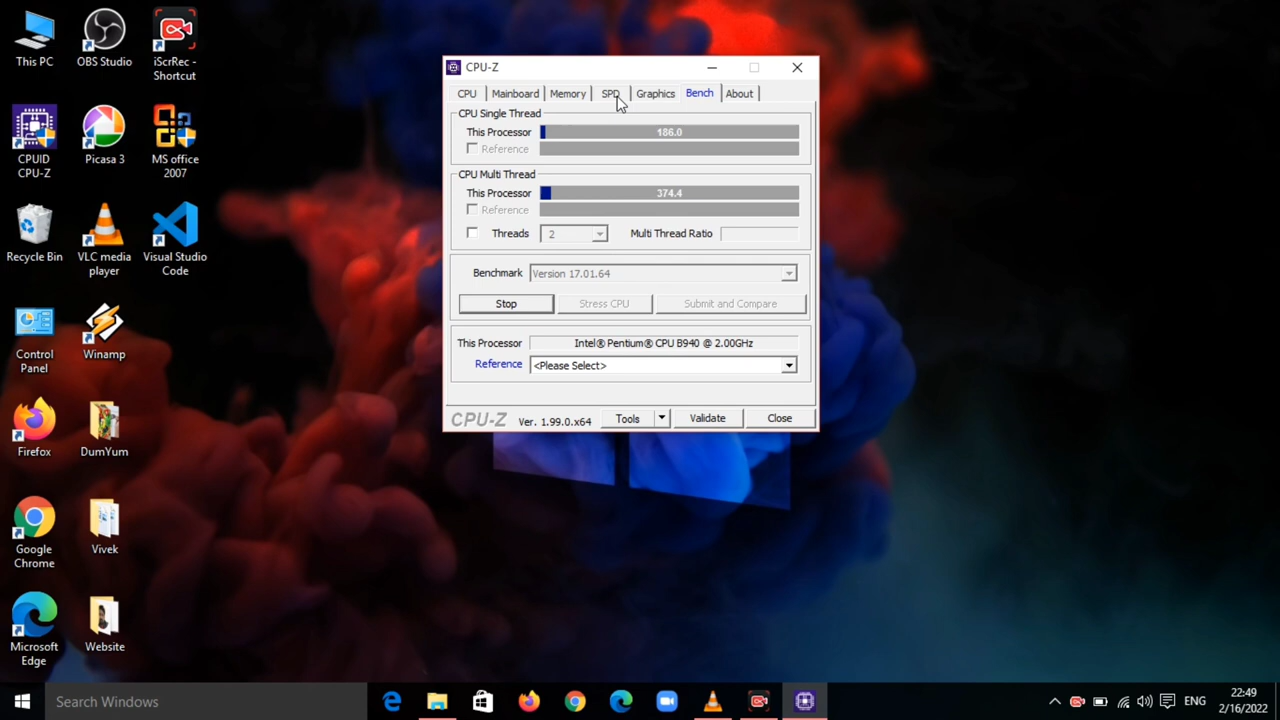 This PC
OBS Studio
iScrRec -
Shortcut
CPUID
CPU-Z
Picasa 3
MS office
2007
Recycle Bin
VLC media
player
Visual Studio
Code
Control
Panel
Winamp
Firefox
DumYum
Google
Chrome
Vivek
Microsoft
Edge
Website
CPU-Z
CPU Mainboard Memory SPD Graphics Bench About
CPU Single Thread
This Processor 186.0
Reference
CPU Multi Thread
This Processor 374.4
Reference
Threads 2 Multi Thread Ratio
Benchmark Version 17.01.64
Stop Stress CPU Submit and Compare
This Processor Intel® Pentium® CPU B940 @ 2.00GHz
Reference <Please Select>
CPU-Z Ver. 1.99.0.x64 Tools Validate Close
Search Windows
ENG
22:49
2/16/2022